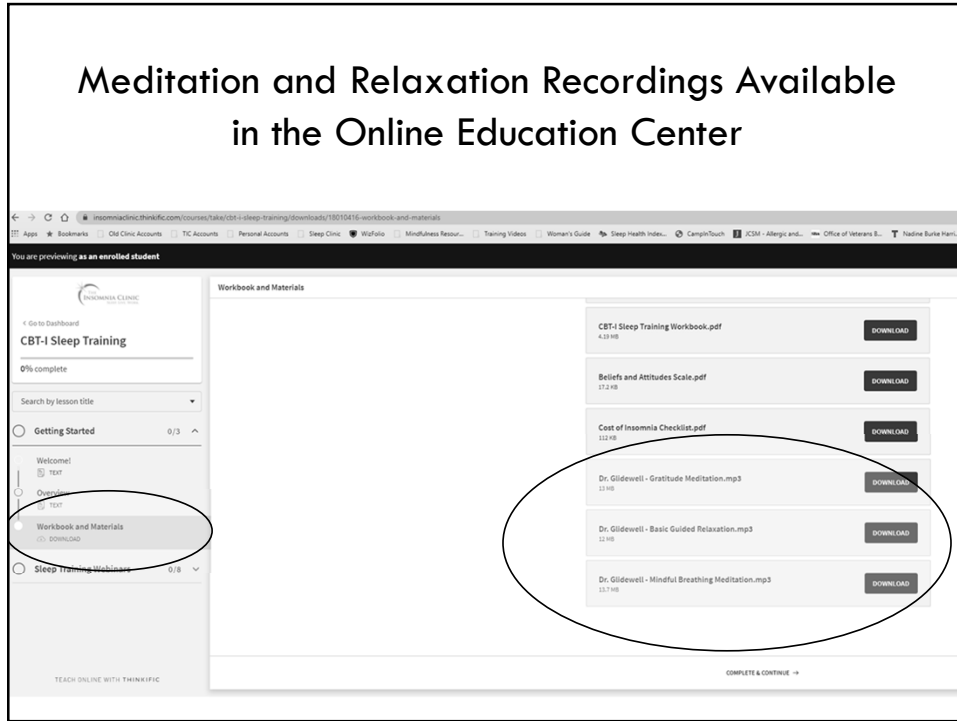 Meditation and Relaxation Recordings Available
in the Online Education Center
insomniaclinic.thinkific.com/courses/take/cbt-i-sleep-training/downloads/18010416-workbook-and-materials
Apps Bookmarks Old Clinic Accounts TIC Accounts Personal Accounts Sleep Clinic WizFolio Mindfulness Resour... Training Videos Woman's Guide Sleep Health Index... CampInTouch JCSM - Allergic and... Office of Veterans B... Nadine Burke Harri...
You are previewing as an enrolled student
THE
INSOMNIA CLINIC
Workbook and Materials
< Go to Dashboard
CBT-I Sleep Training
0% complete
Search by lesson title
Getting Started 0/3
Welcome!
TEXT
Overview
TEXT
Workbook and Materials
DOWNLOAD
Sleep Training Webinars 0/8
TEACH ONLINE WITH THINKIFIC
CBT-I Sleep Training Workbook.pdf
4.19 MB
DOWNLOAD
Beliefs and Attitudes Scale.pdf
17.2 KB
DOWNLOAD
Cost of Insomnia Checklist.pdf
112 KB
DOWNLOAD
Dr. Glidewell - Gratitude Meditation.mp3
13 MB
DOWNLOAD
Dr. Glidewell - Basic Guided Relaxation.mp3
12 MB
DOWNLOAD
Dr. Glidewell - Mindful Breathing Meditation.mp3
13.7 MB
DOWNLOAD
COMPLETE & CONTINUE →